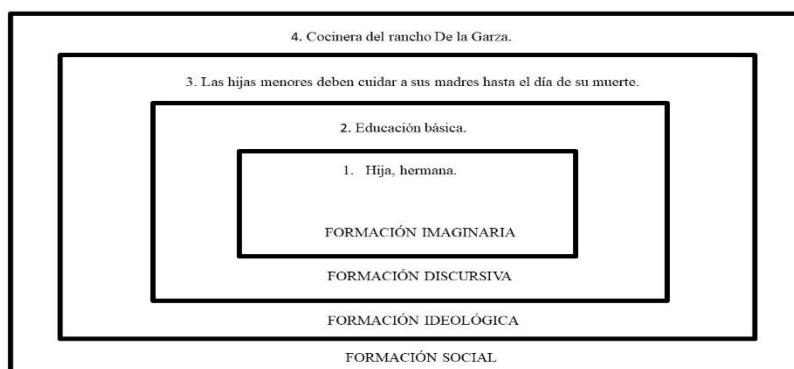 4. Cocinera del rancho De la Garza.
3. Las hijas menores deben cuidar a sus madres hasta el día de su muerte.
2. Educación básica.
1. Hija, hermana.
FORMACIÓN IMAGINARIA
FORMACIÓN DISCURSIVA
FORMACIÓN IDEOLÓGICA
FORMACIÓN SOCIAL